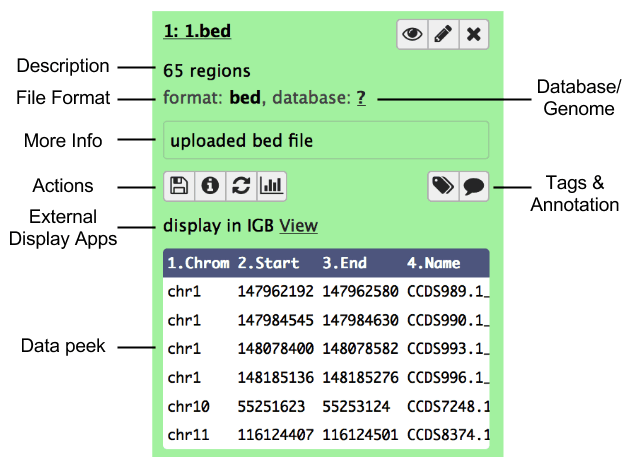 1: 1.bed
Description
65 regions
File Format
format: bed, database: ?
Database/
Genome
More Info
uploaded bed file
Actions
Tags &
Annotation
External
Display Apps
display in IGB View
1.Chrom 2.Start 3.End 4.Name
chr1 147962192 147962580 CCDS989.1_
chr1 147984545 147984630 CCDS990.1_
Data peek
chr1 148078400 148078582 CCDS993.1_
chr1 148185136 148185276 CCDS996.1_
chr10 55251623 55253124 CCDS7248.1
chr11 116124407 116124501 CCDS8374.1